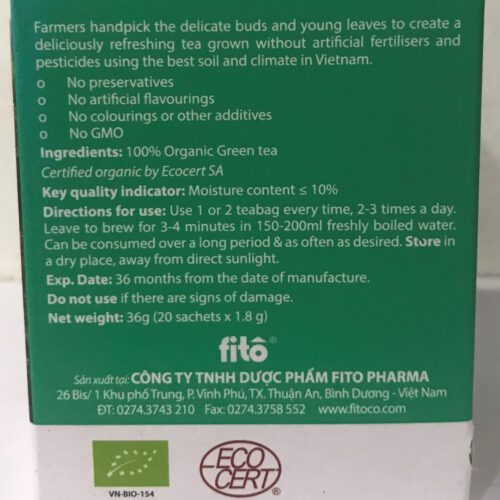 Farmers handpick the delicate buds and young leaves to create a
deliciously refreshing tea grown without artificial fertilisers and
pesticides using the best soil and climate in Vietnam.
o No preservatives
o No artificial flavourings
o No colourings or other additives
o No GMO
Ingredients: 100% Organic Green tea
Certified organic by Ecocert SA
Key quality indicator: Moisture content ≤ 10%
Directions for use: Use 1 or 2 teabag every time, 2-3 times a day.
Leave to brew for 3-4 minutes in 150-200ml freshly boiled water.
Can be consumed over a long period & as often as desired. Store in
a dry place, away from direct sunlight.
Exp. Date: 36 months from the date of manufacture.
Do not use if there are signs of damage.
Net weight: 36g (20 sachets x 1.8 g)
fitô®
Sản xuất tại: CÔNG TY TNHH DƯỢC PHẨM FITO PHARMA
26 Bis/ 1 Khu phố Trung, P. Vĩnh Phú, TX. Thuận An, Bình Dương - Việt Nam
ĐT: 0274.3743 210 Fax: 0274.3758 552 www.fitoco.com
VN-BIO-154
ECO
CERT